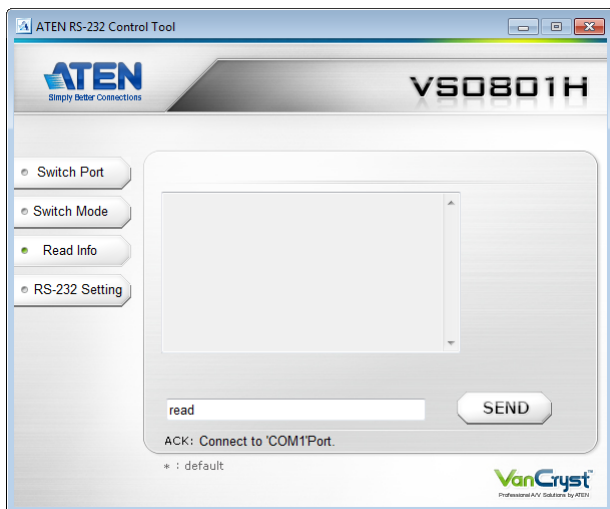 ATEN RS-232 Control Tool
ATEN
Simply Better Connections
VS0801H
Switch Port
Switch Mode
Read Info
RS-232 Setting
read
SEND
ACK: Connect to 'COM1'Port.
* : default
VanCryst™
Professional A/V Solutions by ATEN